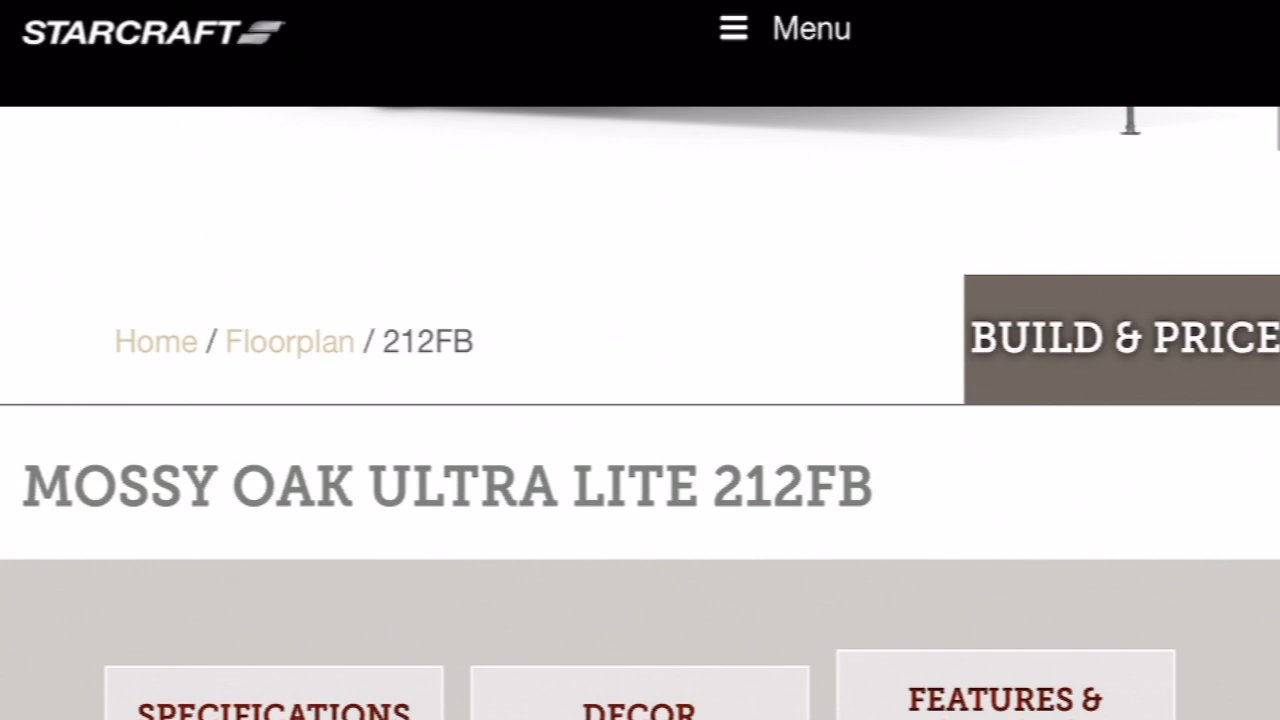 STARCRAFT
Menu
Home / Floorplan / 212FB
BUILD & PRICE
MOSSY OAK ULTRA LITE 212FB
SPECIFICATIONS
DECOR
FEATURES &